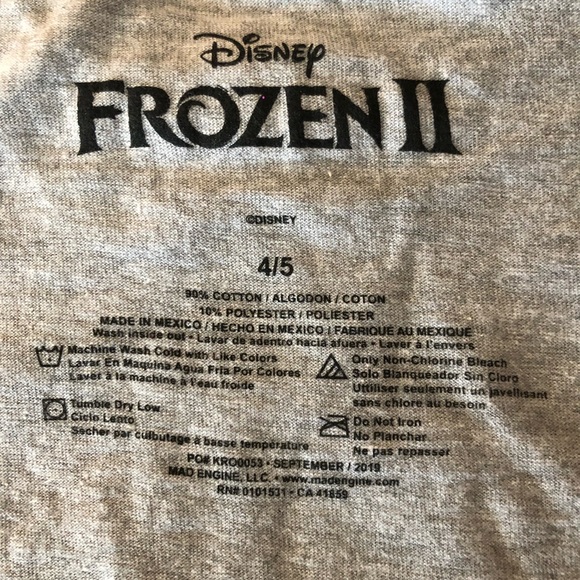 Disney
FROZEN II
©DISNEY
4/5
90% COTTON / ALGODON / COTON
10% POLYESTER / POLIESTER
MADE IN MEXICO / HECHO EN MEXICO / FABRIQUE AU MEXIQUE
Wash inside out • Lavar de adentro hacia afuera • Laver à l'envers
Machine Wash Cold with Like Colors
Lavar En Maquina Agua Fria Por Colores
Laver à la machine à l'eau froide
Only Non-Chlorine Bleach
Solo Blanqueador Sin Cloro
Utiliser seulement un javellisant
sans chlore au besoin
Tumble Dry Low
Ciclo Lento
Sécher par culbutage à basse température
Do Not Iron
No Planchar
Ne pas repasser
PO# KRO0053 • SEPTEMBER / 2019
MAD ENGINE, LLC. • www.madengine.com
RN# 0101531 • CA 41859